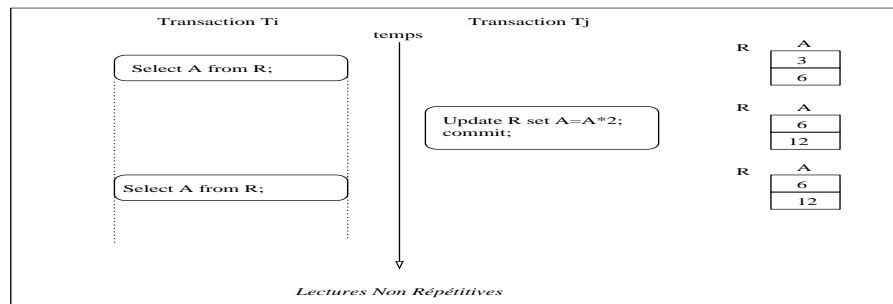 Transaction Ti
Transaction Tj
temps
R A
3
6
Select A from R;
Update R set A=A*2;
commit;
R A
6
12
Select A from R;
R A
6
12
Lectures Non Répétitives